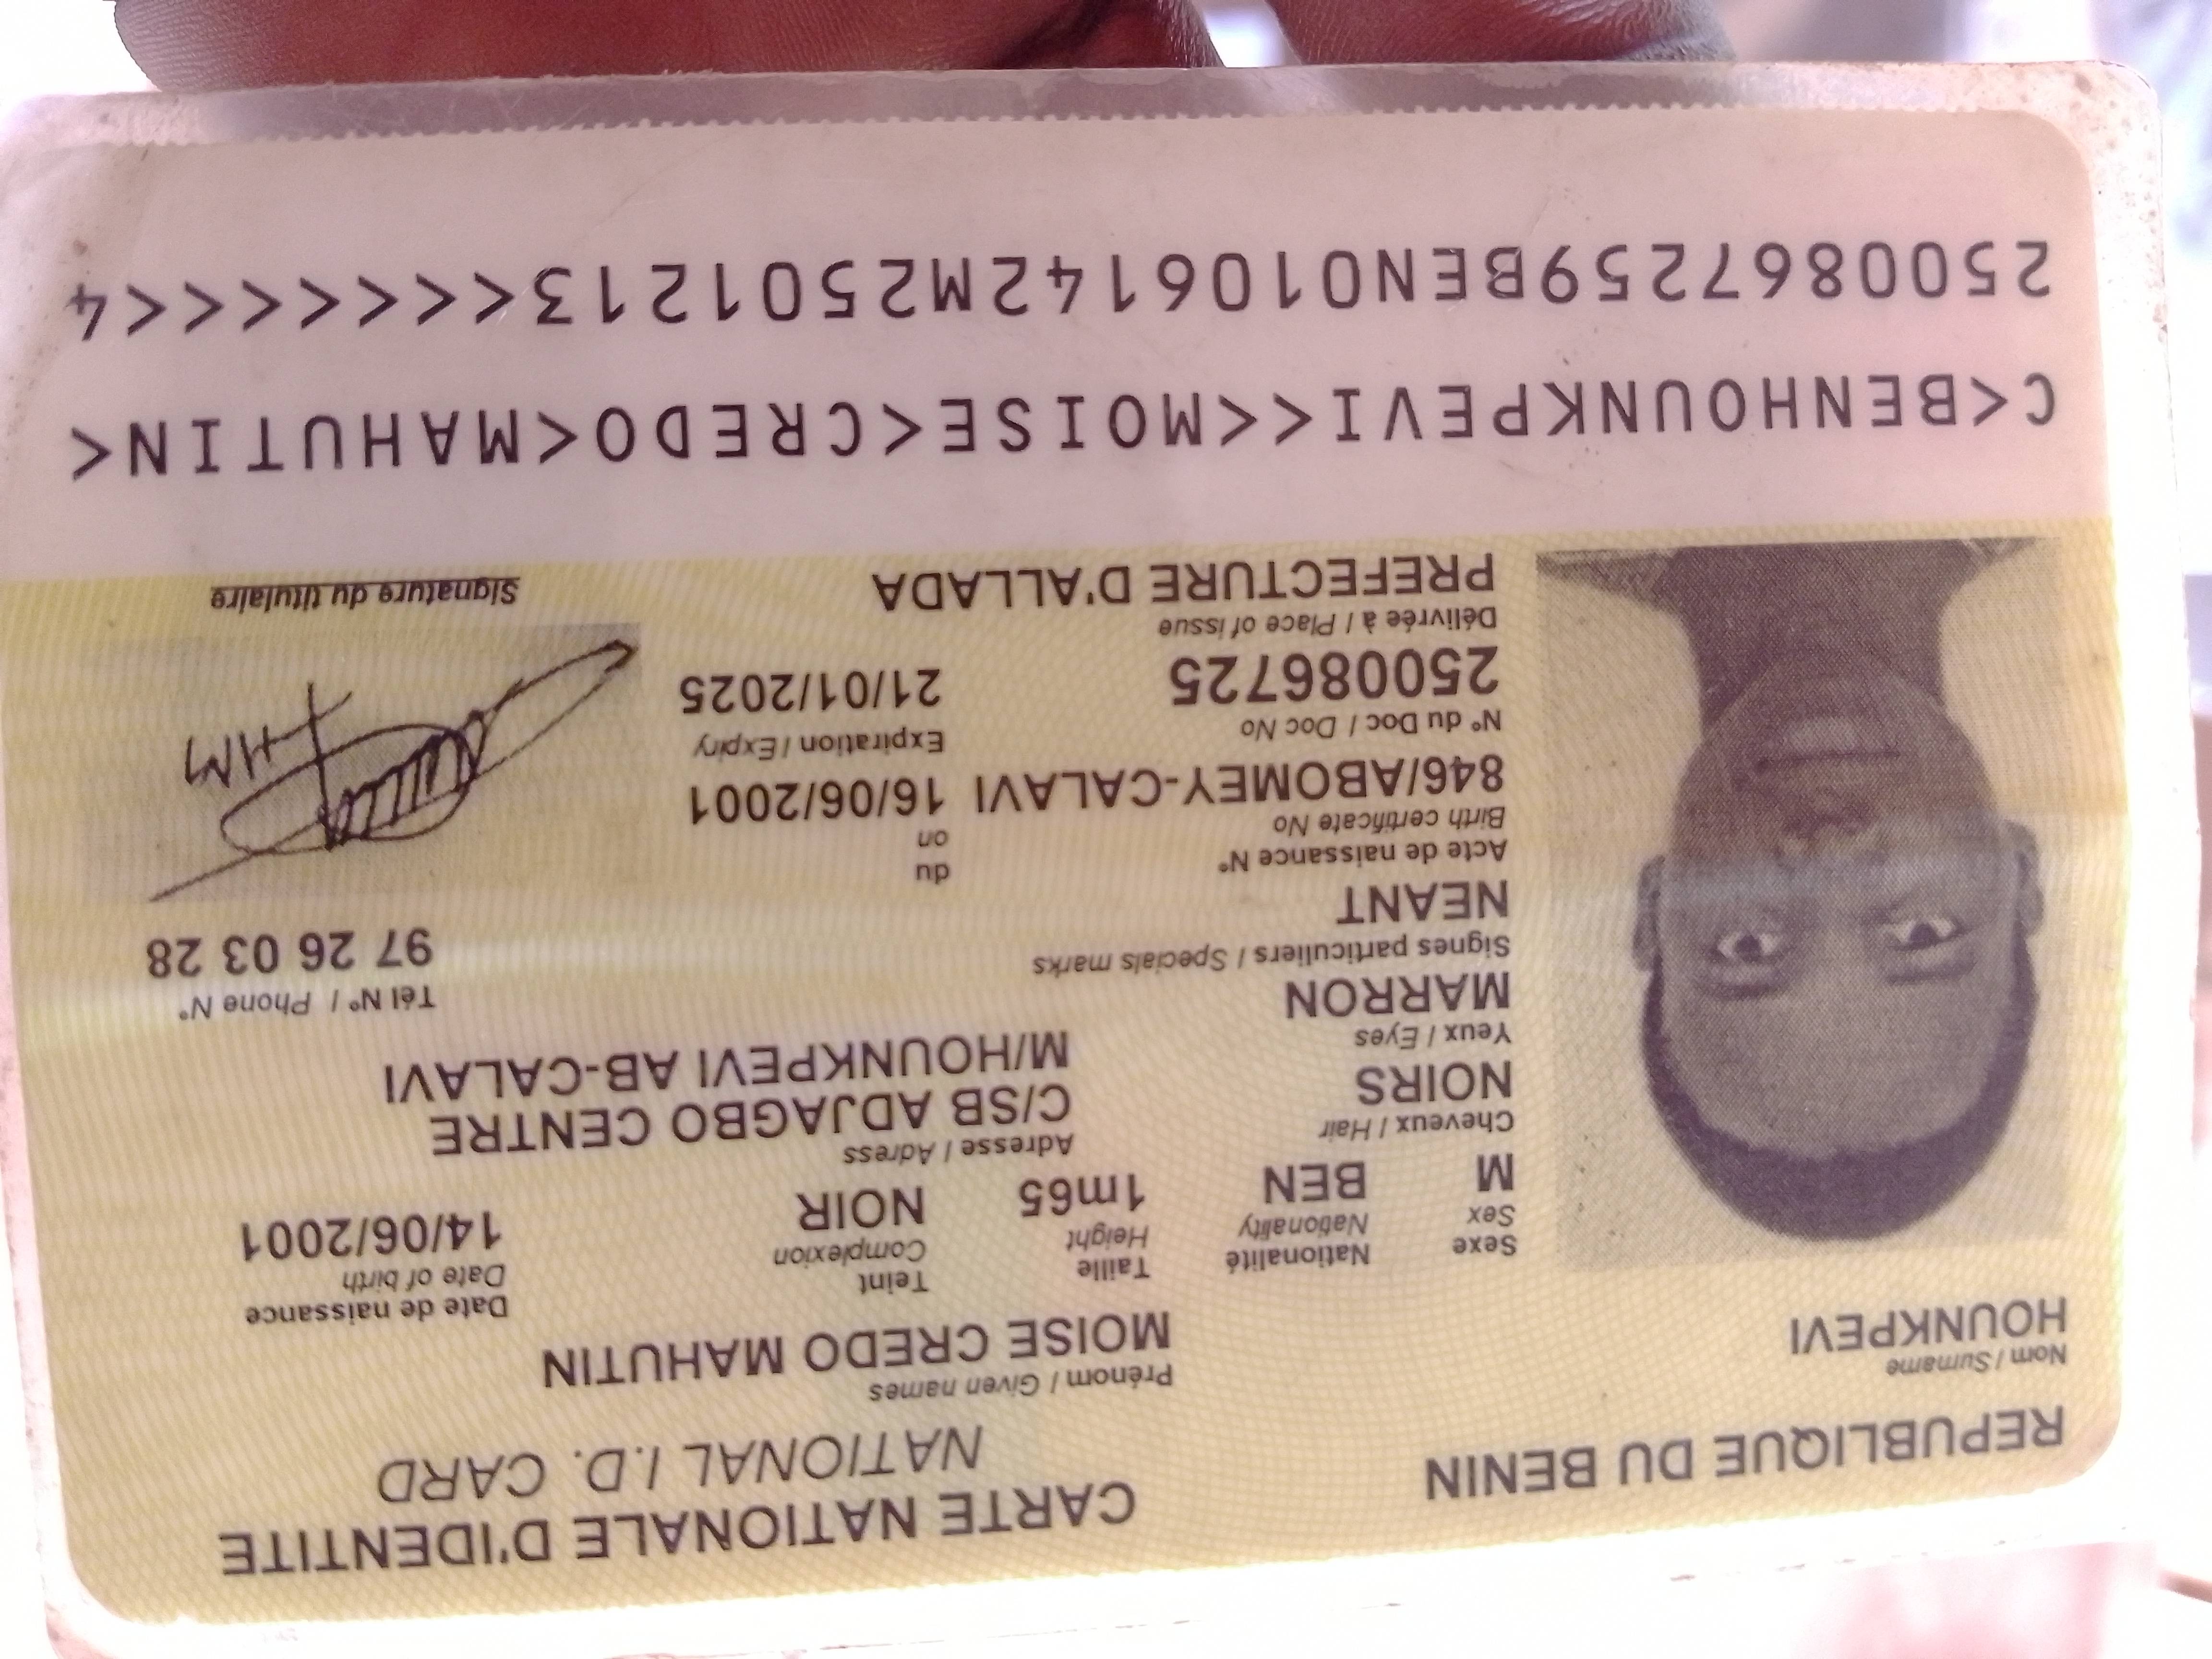 REPUBLIQUE DU BENIN
CARTE NATIONALE D'IDENTITE
NATIONAL I.D. CARD
Nom / Surname
HOUNKPEVI
Prénom / Given names
MOISE CREDO MAHUTIN
Sexe Nationalité Taille Teint Date de naissance
Sex Nationality Height Complexion Date of birth
M BEN 1m65 NOIR 14/06/2001
Cheveux / Hair
NOIRS
Adresse / Adress
C/SB ADJAGBO CENTRE
M/HOUNKPEVI AB-CALAVI
Yeux / Eyes
MARRON
Tél N° / Phone N°
97 26 03 28
Signes particuliers / Specials marks
NEANT
Acte de naissance N° du
Birth certificate No on
846/ABOMEY-CALAVI 16/06/2001
N° du Doc / Doc No Expiration / Expiry
250086725 21/01/2025
Délivrée à / Place of issue
PREFECTURE D'ALLADA
HM
Signature du titulaire
C<BENHOUNKPEVI<<MOISE<CREDO<MAHUTIN<
2500867259BEN0106142M2501213<<<<<<<4